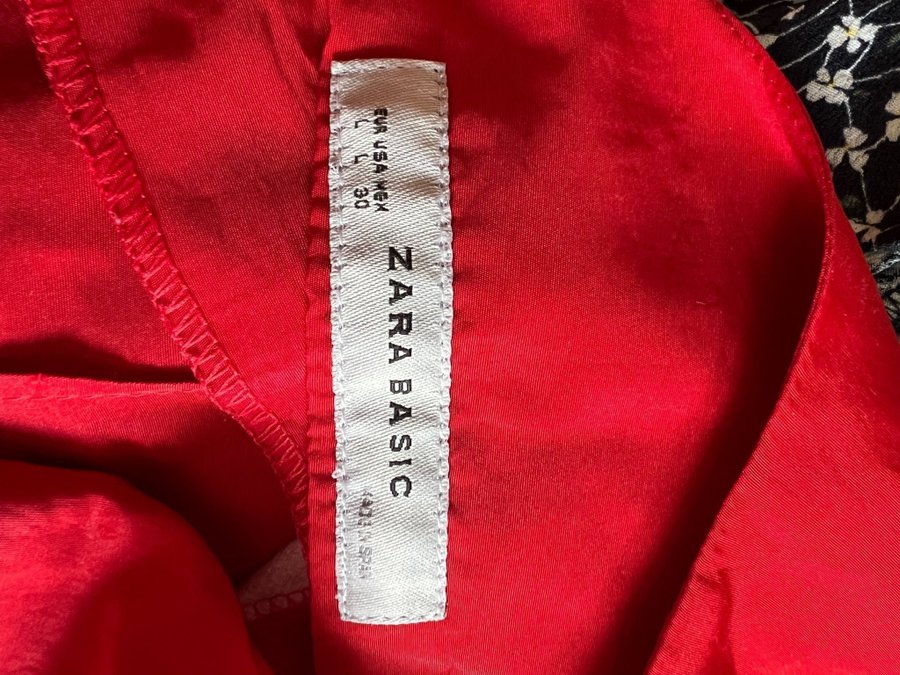 EUR USA MEX
L L 30
ZARA BASIC
MADE IN SPAIN